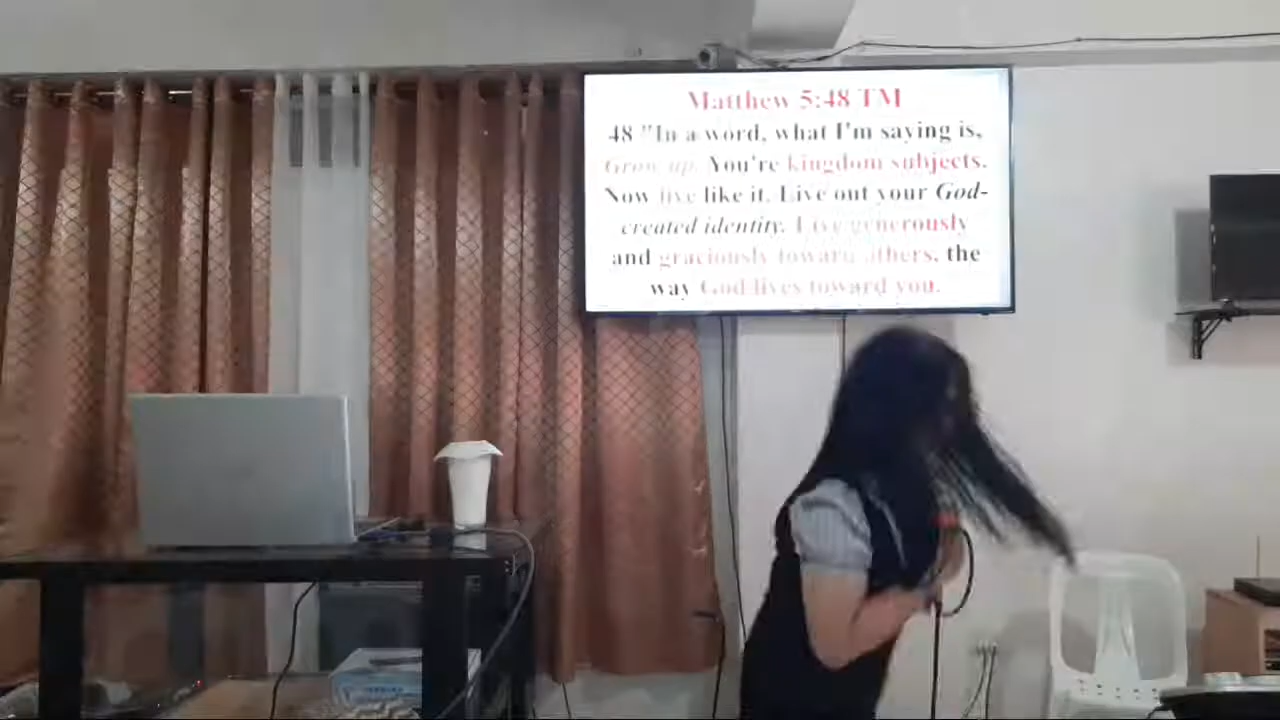 Matthew 5:48 TM
48 "In a word, what I'm saying is,
Grow up. You're kingdom subjects.
Now live like it. Live out your God-
created identity. Live generously
and graciously toward others, the
way God lives toward you.